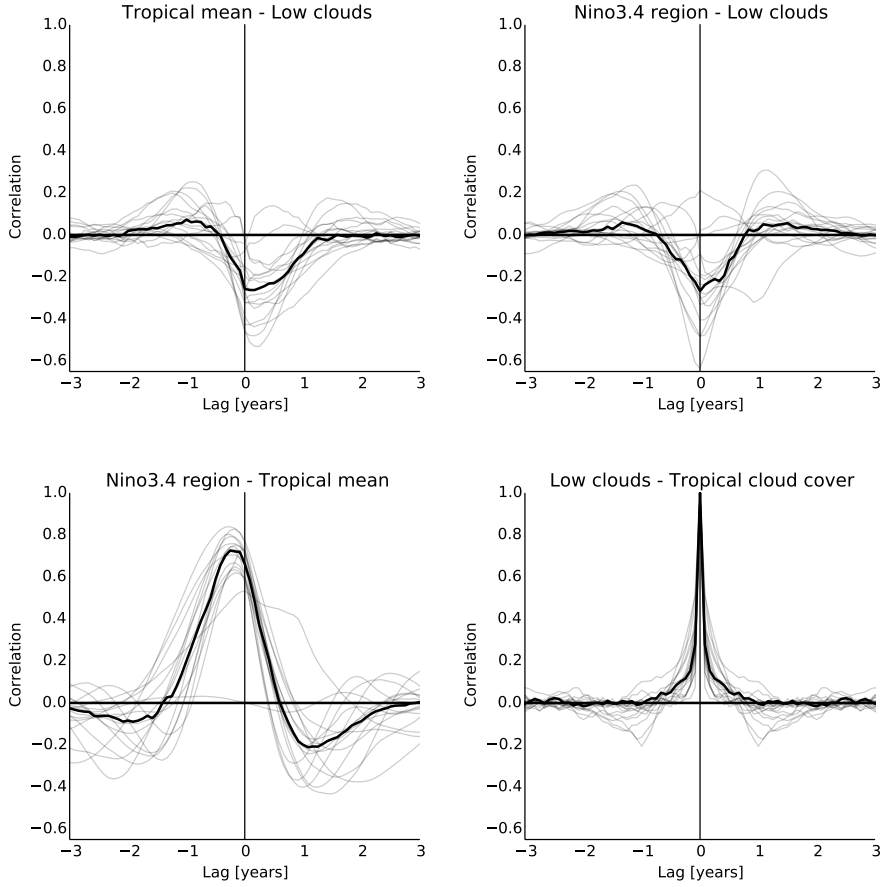 Tropical mean - Low clouds
1.0
0.8
0.6
0.4
0.2
0.0
−0.2
−0.4
−0.6
Correlation
−3 −2 −1 0 1 2 3
Lag [years]
Nino3.4 region - Low clouds
1.0
0.8
0.6
0.4
0.2
0.0
−0.2
−0.4
−0.6
Correlation
−3 −2 −1 0 1 2 3
Lag [years]
Nino3.4 region - Tropical mean
1.0
0.8
0.6
0.4
0.2
0.0
−0.2
−0.4
−0.6
Correlation
−3 −2 −1 0 1 2 3
Lag [years]
Low clouds - Tropical cloud cover
1.0
0.8
0.6
0.4
0.2
0.0
−0.2
−0.4
−0.6
Correlation
−3 −2 −1 0 1 2 3
Lag [years]